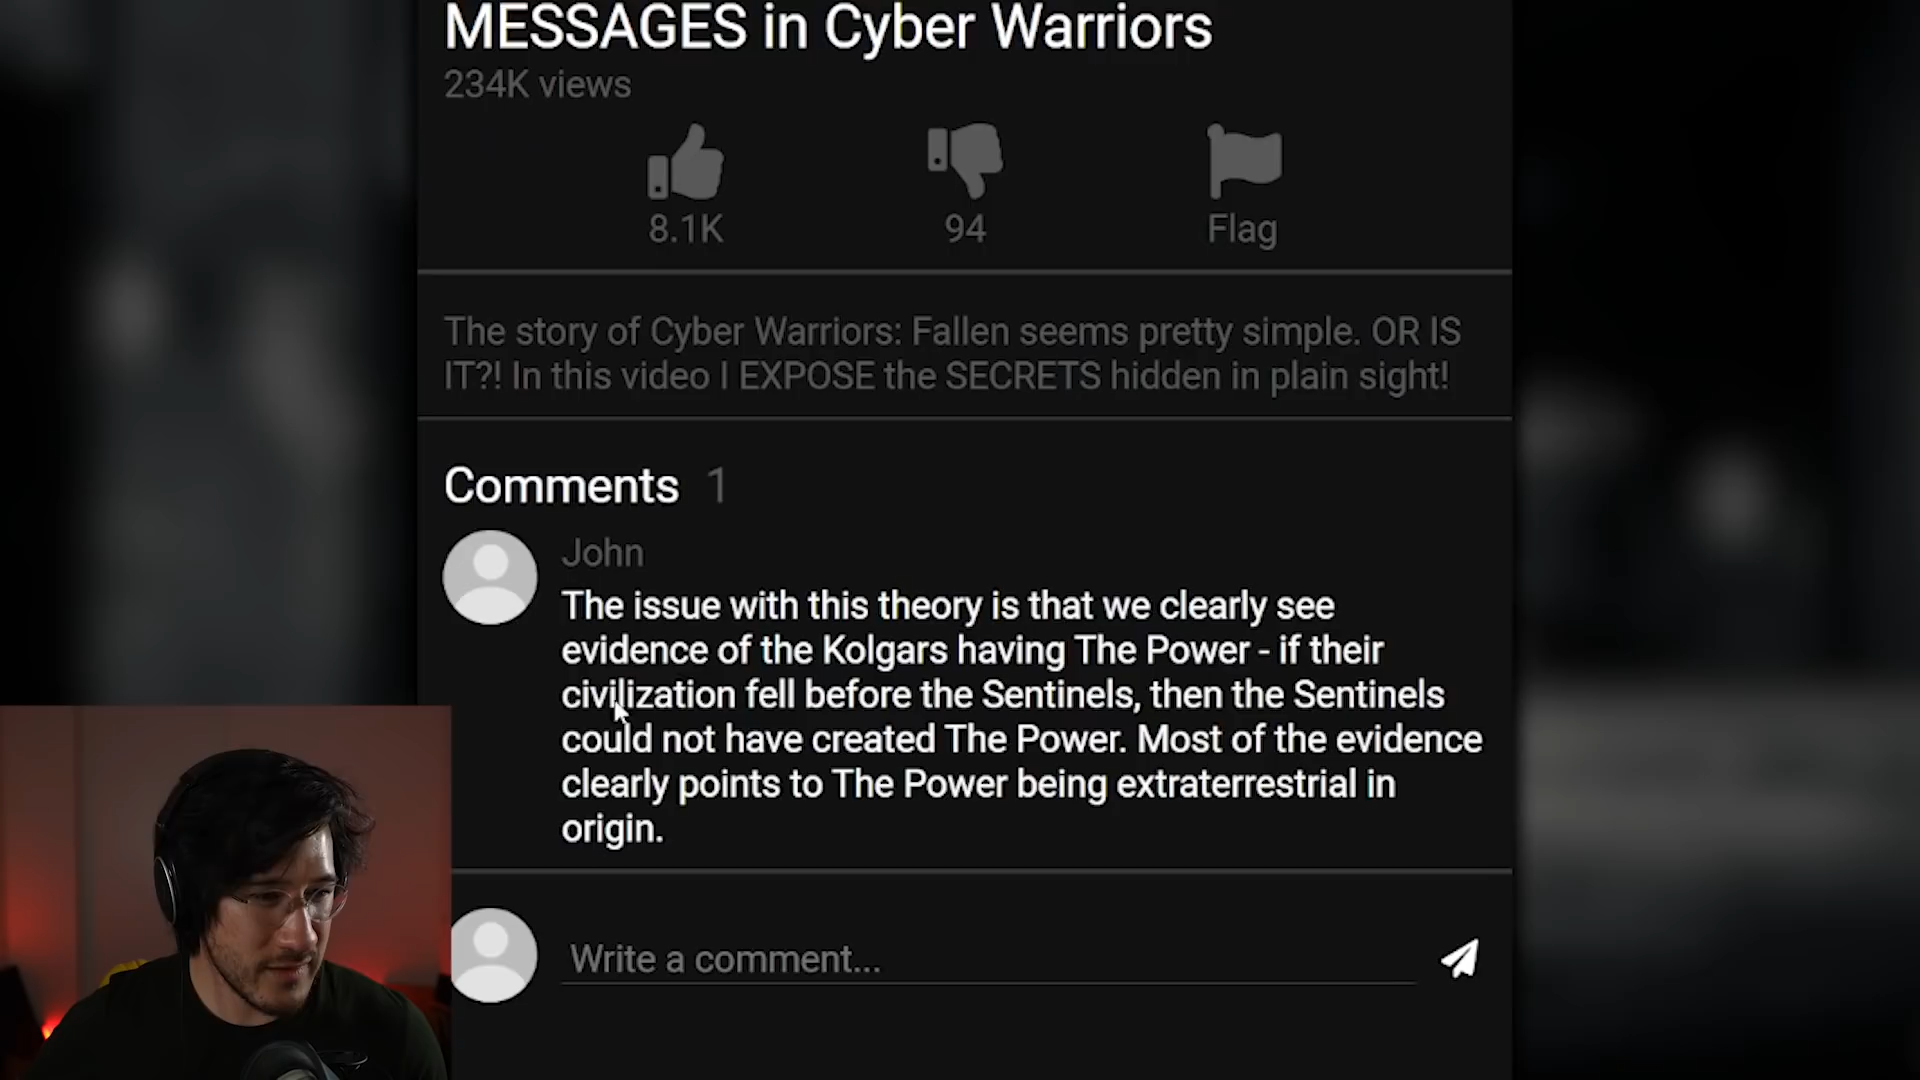 MESSAGES in Cyber Warriors
234K views
8.1K
94
Flag
The story of Cyber Warriors: Fallen seems pretty simple. OR IS
IT?! In this video I EXPOSE the SECRETS hidden in plain sight!
Comments 1
John
The issue with this theory is that we clearly see
evidence of the Kolgars having The Power - if their
civilization fell before the Sentinels, then the Sentinels
could not have created The Power. Most of the evidence
clearly points to The Power being extraterrestrial in
origin.
Write a comment...